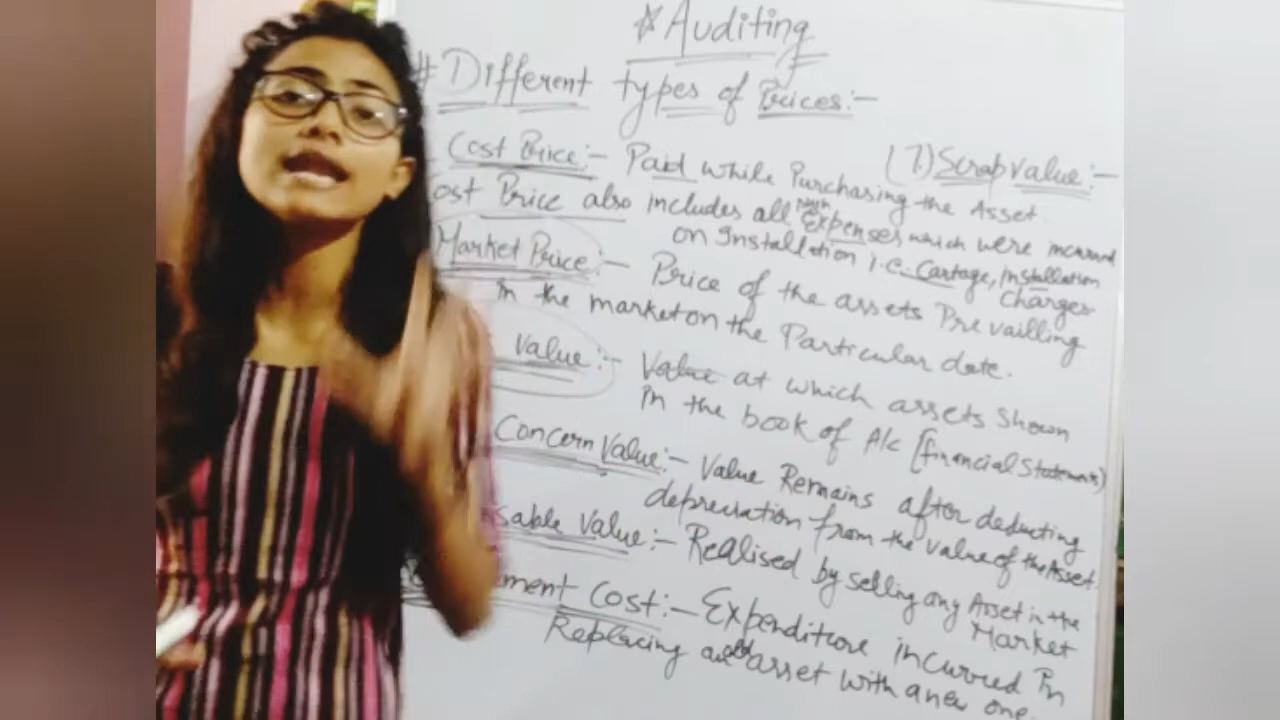 * Auditing
# Different types of Prices:-
Cost Price:- Paid while Purchasing the Asset.
(7) Scrap Value:-
ost Price also includes all Expenses which were incurred
on Installation i.e. Cartage, installation
charges
Market Price:- Price of the assets Prevailling
in the market on the Particular date.
Value:- Value at which assets shown
in the book of A/c [financial Statements)
Concern Value:- Value Remains after deducting
depreciation from the value of the Asset.
sable Value:- Realised by selling any Asset in the
Market
ment Cost:- Expenditure incurred in
Replacing an old asset with a new one.